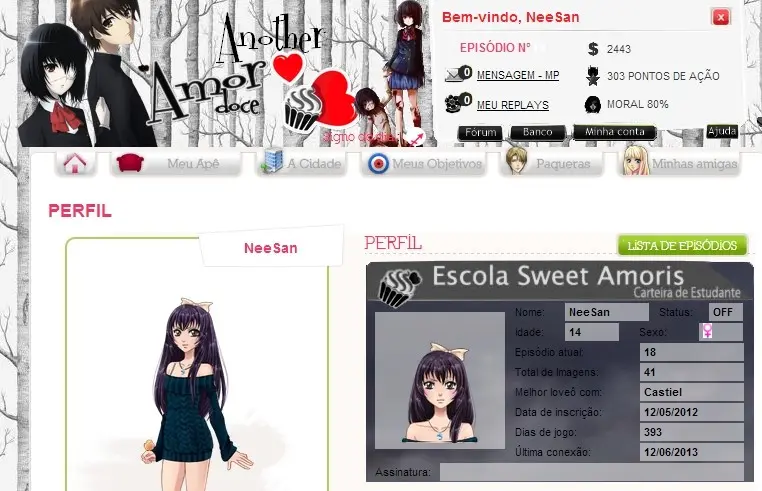 Another
Amor
doce
Bem-vindo, NeeSan
x
EPISÓDIO N°
$ 2443
0 MENSAGEM - MP
303 PONTOS DE AÇÃO
0 MEU REPLAYS
MORAL 80%
Fórum
Banco
Minha conta
Ajuda
Meu Apê
A Cidade
Meus Objetivos
Paqueras
Minhas amigas
PERFIL
NeeSan
PERFIL
LISTA DE EPISÓDIOS
Escola Sweet Amoris
Carteira de Estudante
Nome: NeeSan Status: OFF
Idade: 14 Sexo:
Episódio atual: 18
Total de Imagens: 41
Melhor loveô com: Castiel
Data de inscrição: 12/05/2012
Dias de jogo: 393
Última conexão: 12/06/2013
Assinatura: